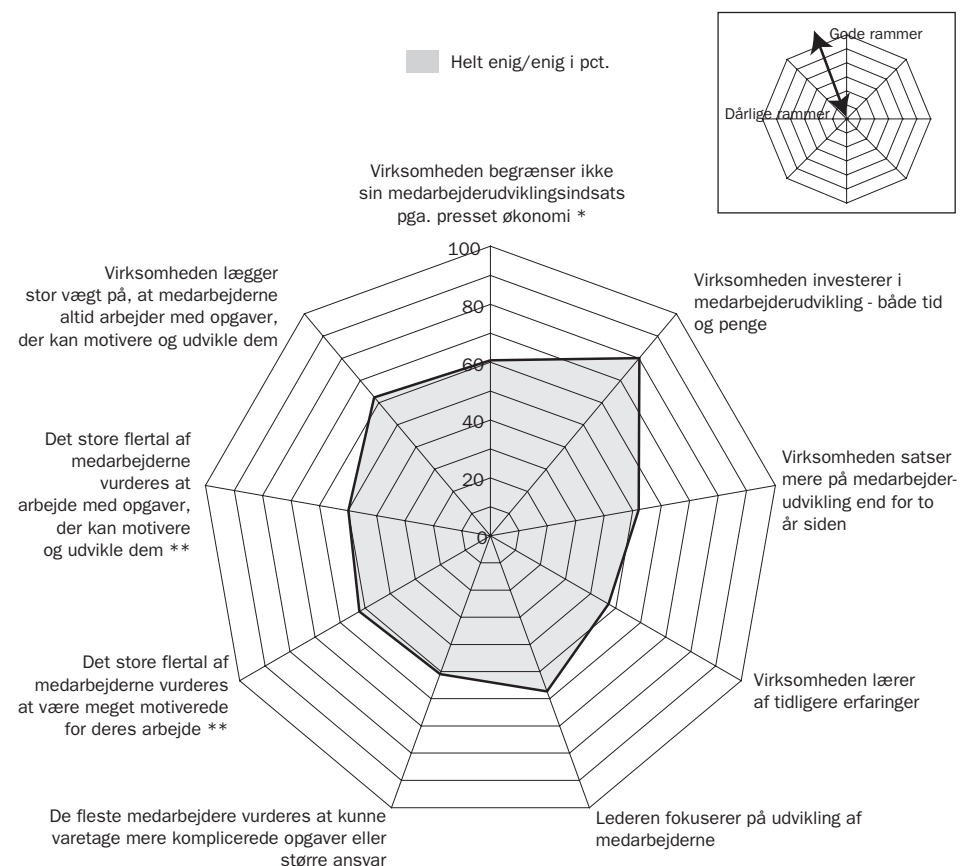 Helt enig/enig i pct.
Gode rammer
Dårlige rammer
Virksomheden begrænser ikke
sin medarbejderudviklingsindsats
pga. presset økonomi *
Virksomheden investerer i
medarbejderudvikling - både tid
og penge
Virksomheden satser
mere på medarbejder-
udvikling end for to
år siden
Virksomheden lærer
af tidligere erfaringer
Lederen fokuserer på udvikling af
medarbejderne
De fleste medarbejdere vurderes at kunne
varetage mere komplicerede opgaver eller
større ansvar
Det store flertal af
medarbejderne vurderes
at være meget motiverede
for deres arbejde **
Det store flertal af
medarbejderne
vurderes at
arbejde med opgaver,
der kan motivere
og udvikle dem **
Virksomheden lægger
stor vægt på, at medarbejderne
altid arbejder med opgaver,
der kan motivere og udvikle dem
100
80
60
40
20
0